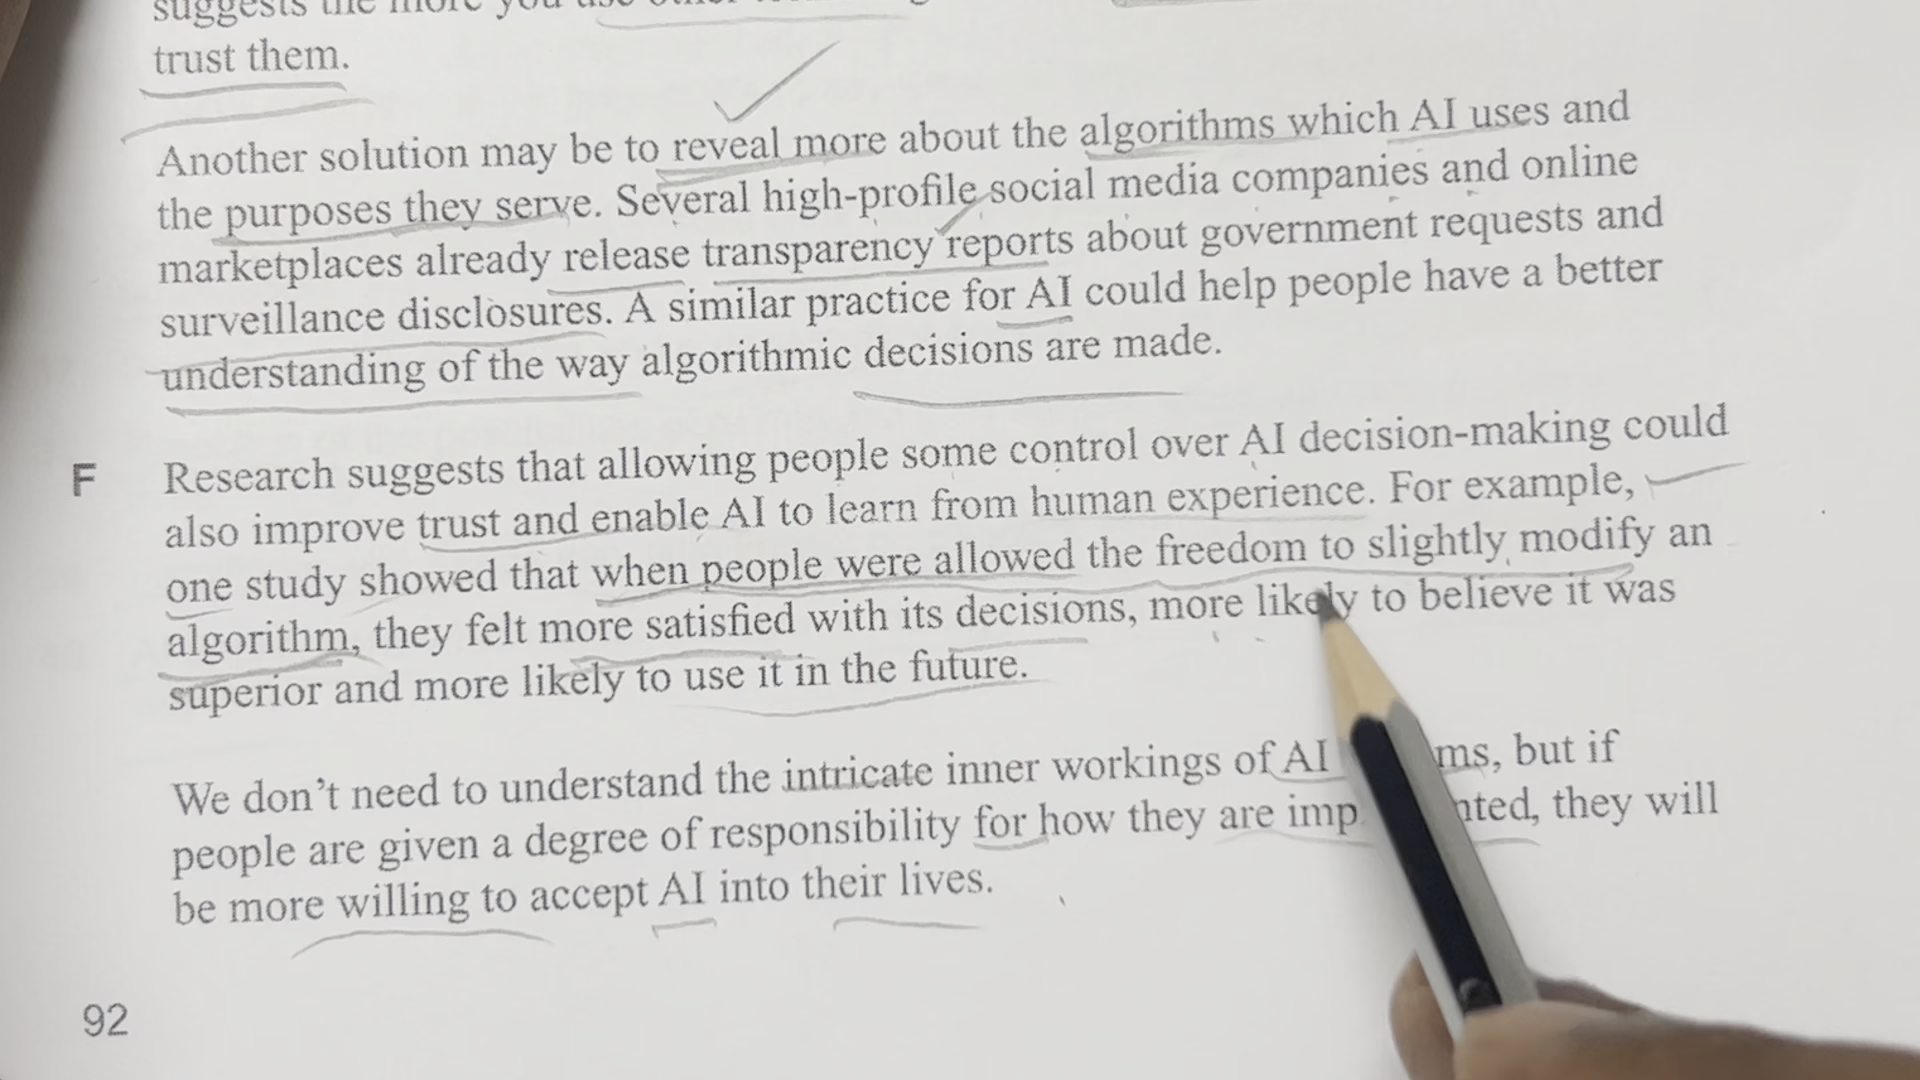 suggests the more you use other
trust them.
Another solution may be to reveal more about the algorithms which AI uses and
the purposes they serve. Several high-profile social media companies and online
marketplaces already release transparency reports about government requests and
surveillance disclosures. A similar practice for AI could help people have a better
understanding of the way algorithmic decisions are made.
F Research suggests that allowing people some control over AI decision-making could
also improve trust and enable AI to learn from human experience. For example,
one study showed that when people were allowed the freedom to slightly modify an
algorithm, they felt more satisfied with its decisions, more likely to believe it was
superior and more likely to use it in the future.
We don't need to understand the intricate inner workings of AI ms, but if
people are given a degree of responsibility for how they are imp nted, they will
be more willing to accept AI into their lives.
92